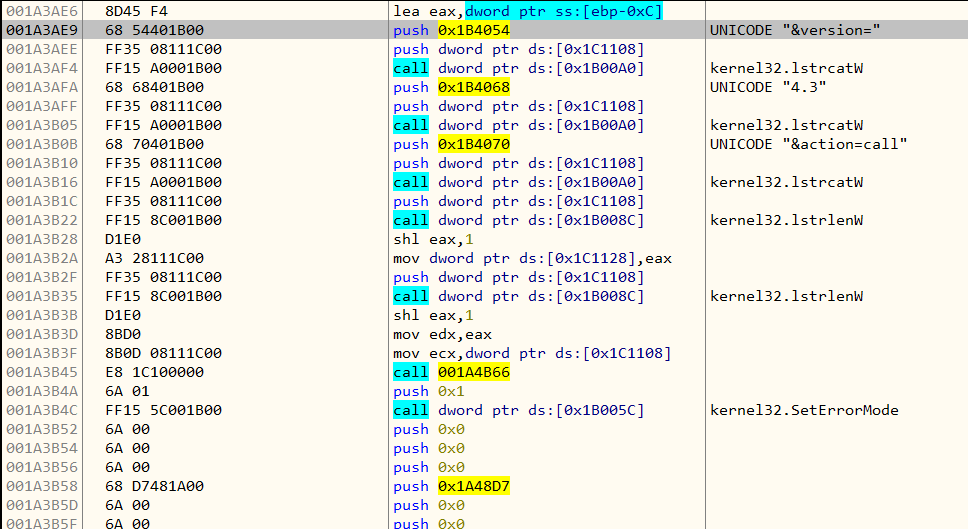 001A3AE6 8D45 F4 lea eax,dword ptr ss:[ebp-0xC]
001A3AE9 68 54401B00 push 0x1B4054 UNICODE "&version="
001A3AEE FF35 08111C00 push dword ptr ds:[0x1C1108]
001A3AF4 FF15 A0001B00 call dword ptr ds:[0x1B00A0] kernel32.lstrcatW
001A3AFA 68 68401B00 push 0x1B4068 UNICODE "4.3"
001A3AFF FF35 08111C00 push dword ptr ds:[0x1C1108]
001A3B05 FF15 A0001B00 call dword ptr ds:[0x1B00A0] kernel32.lstrcatW
001A3B0B 68 70401B00 push 0x1B4070 UNICODE "&action=call"
001A3B10 FF35 08111C00 push dword ptr ds:[0x1C1108]
001A3B16 FF15 A0001B00 call dword ptr ds:[0x1B00A0] kernel32.lstrcatW
001A3B1C FF35 08111C00 push dword ptr ds:[0x1C1108]
001A3B22 FF15 8C001B00 call dword ptr ds:[0x1B008C] kernel32.lstrlenW
001A3B28 D1E0 shl eax,1
001A3B2A A3 28111C00 mov dword ptr ds:[0x1C1128],eax
001A3B2F FF35 08111C00 push dword ptr ds:[0x1C1108]
001A3B35 FF15 8C001B00 call dword ptr ds:[0x1B008C] kernel32.lstrlenW
001A3B3B D1E0 shl eax,1
001A3B3D 8BD0 mov edx,eax
001A3B3F 8B0D 08111C00 mov ecx,dword ptr ds:[0x1C1108]
001A3B45 E8 1C100000 call 001A4B66
001A3B4A 6A 01 push 0x1
001A3B4C FF15 5C001B00 call dword ptr ds:[0x1B005C] kernel32.SetErrorMode
001A3B52 6A 00 push 0x0
001A3B54 6A 00 push 0x0
001A3B56 6A 00 push 0x0
001A3B58 68 D7481A00 push 0x1A48D7
001A3B5D 6A 00 push 0x0
001A3B5F 6A 00 push 0x0